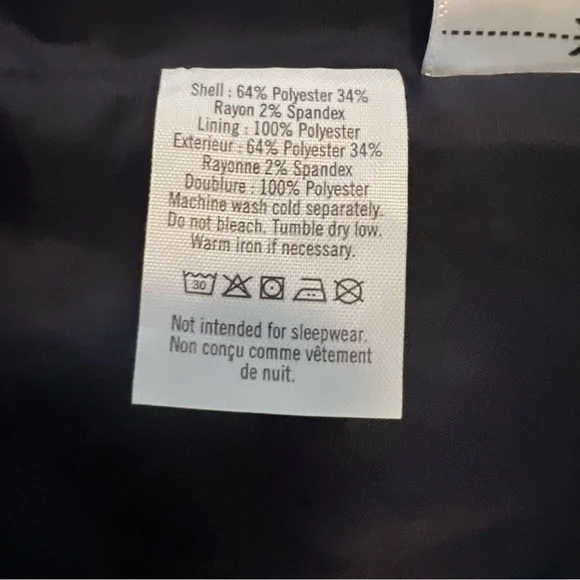 Shell : 64% Polyester 34%
Rayon 2% Spandex
Lining : 100% Polyester
Exterieur : 64% Polyester 34%
Rayonne 2% Spandex
Doublure : 100% Polyester
Machine wash cold separately.
Do not bleach. Tumble dry low.
Warm iron if necessary.
30
Not intended for sleepwear.
Non conçu comme vêtement
de nuit.